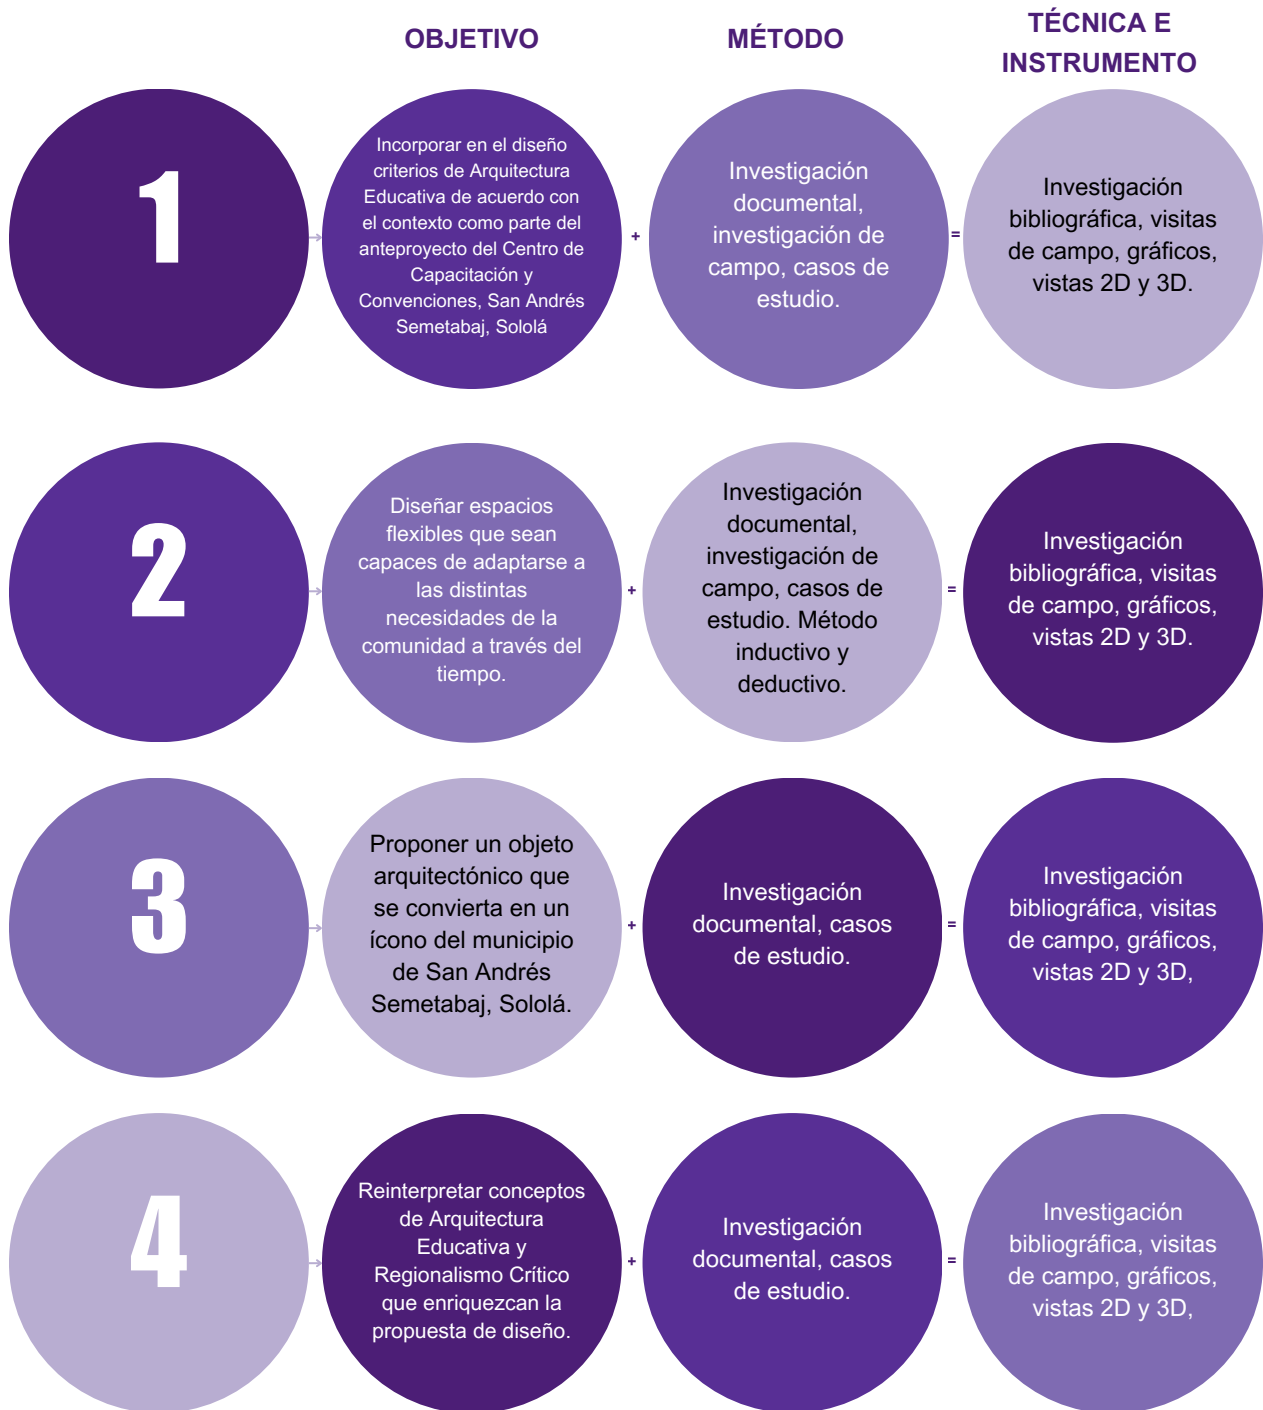 OBJETIVO
MÉTODO
TÉCNICA E
INSTRUMENTO
1
→
Incorporar en el diseño
criterios de Arquitectura
Educativa de acuerdo con
el contexto como parte del
anteproyecto del Centro de
Capacitación y
Convenciones, San Andrés
Semetabaj, Sololá
+
Investigación
documental,
investigación de
campo, casos de
estudio.
=
Investigación
bibliográfica, visitas
de campo, gráficos,
vistas 2D y 3D.
2
→
Diseñar espacios
flexibles que sean
capaces de adaptarse a
las distintas
necesidades de la
comunidad a través del
tiempo.
+
Investigación
documental,
investigación de
campo, casos de
estudio. Método
inductivo y
deductivo.
=
Investigación
bibliográfica, visitas
de campo, gráficos,
vistas 2D y 3D.
3
→
Proponer un objeto
arquitectónico que
se convierta en un
ícono del municipio
de San Andrés
Semetabaj, Sololá.
+
Investigación
documental, casos
de estudio.
=
Investigación
bibliográfica, visitas
de campo, gráficos,
vistas 2D y 3D,
4
→
Reinterpretar conceptos
de Arquitectura
Educativa y
Regionalismo Crítico
que enriquezcan la
propuesta de diseño.
+
Investigación
documental, casos
de estudio.
=
Investigación
bibliográfica, visitas
de campo, gráficos,
vistas 2D y 3D,